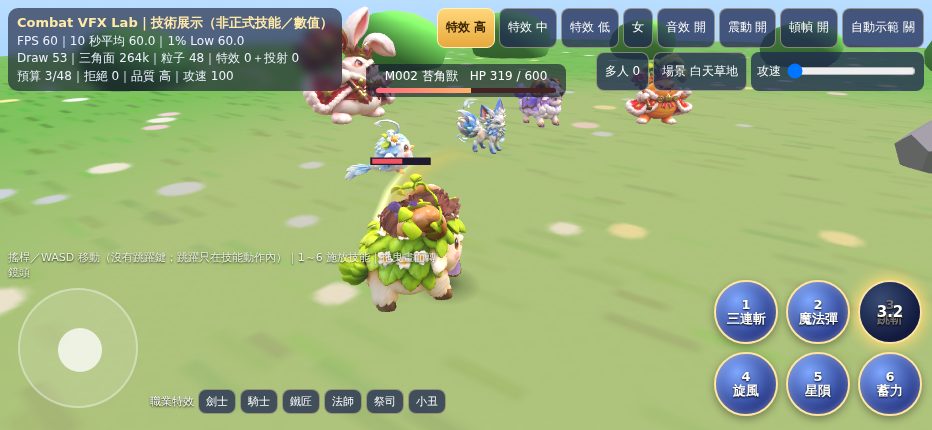 Combat VFX Lab｜技術展示（非正式技能／數值）
FPS 60｜10 秒平均 60.0｜1% Low 60.0
Draw 53｜三角面 264k｜粒子 48｜特效 0＋投射 0
預算 3/48｜拒絕 0｜品質 高｜攻速 100
特效 高
特效 中
特效 低
女
音效 開
震動 開
頓幀 開
自動示範 關
M002 苔角獸 HP 319 / 600
多人 0
場景 白天草地
攻速
搖桿／WASD 移動（沒有跳躍鍵；跳躍只在技能動作內）｜1~6 施放技能｜
鏡頭
1
三連斬
2
魔法彈
3.2
4
旋風
5
星隕
6
蓄力
職業特效
劍士
騎士
鐵匠
法師
祭司
小丑